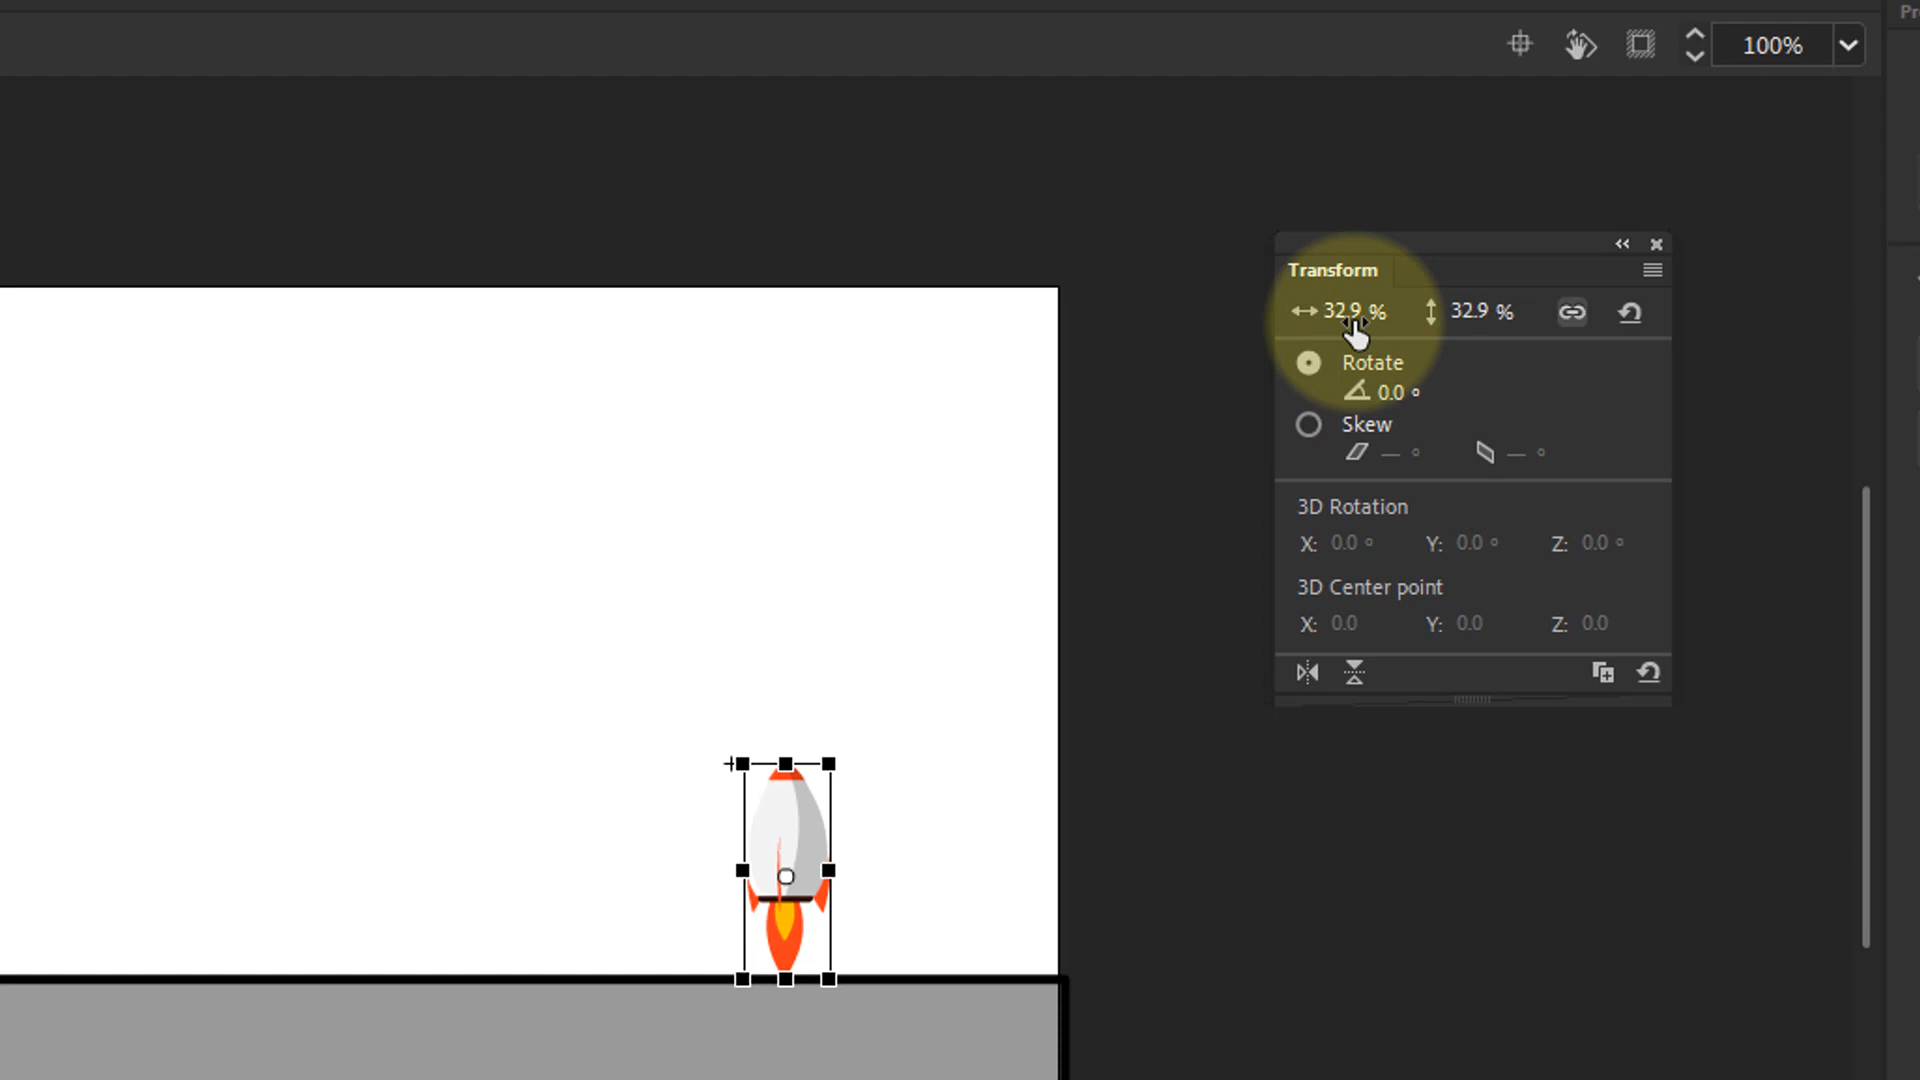 Pr
100%
Transform
32.9 % 32.9 %
Rotate
0.0 °
Skew
— ° — °
3D Rotation
X: 0.0 ° Y: 0.0 ° Z: 0.0 °
3D Center point
X: 0.0 Y: 0.0 Z: 0.0